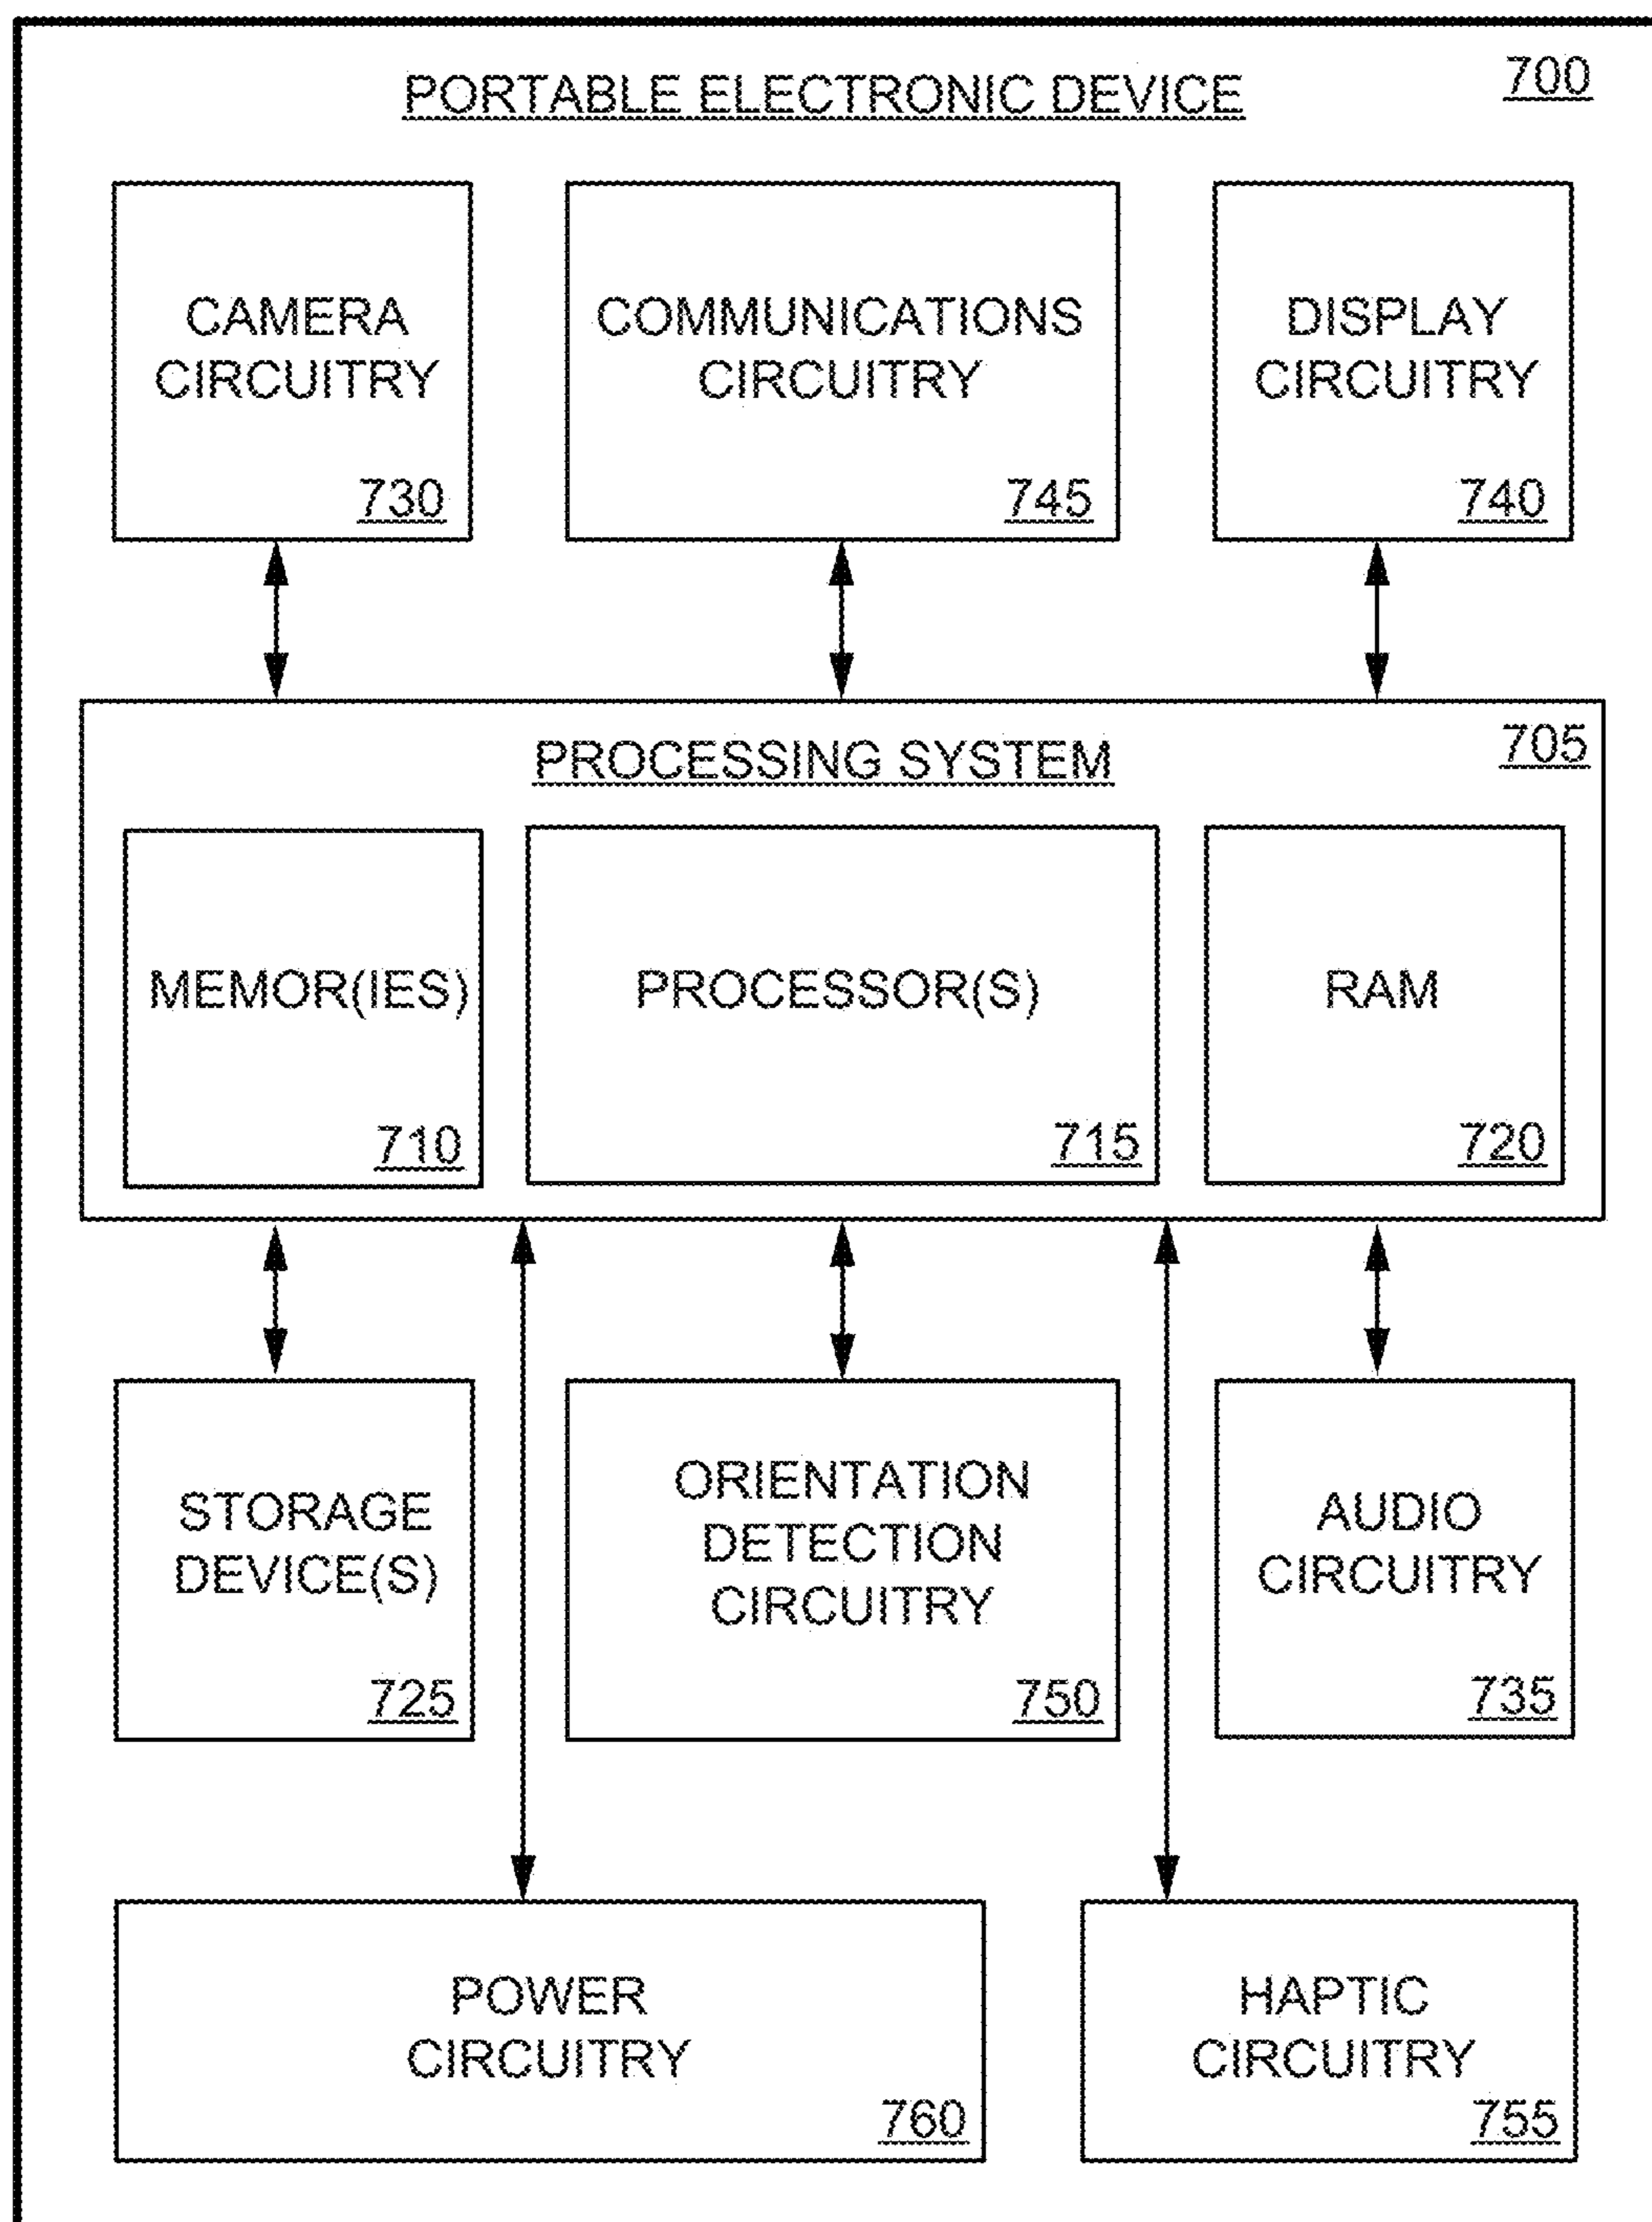 PORTABLE ELECTRONIC DEVICE 700
CAMERA
CIRCUITRY
730
COMMUNICATIONS
CIRCUITRY
745
DISPLAY
CIRCUITRY
740
PROCESSING SYSTEM 705
MEMOR(IES)
710
PROCESSOR(S)
715
RAM
720
STORAGE
DEVICE(S)
725
ORIENTATION
DETECTION
CIRCUITRY
750
AUDIO
CIRCUITRY
735
POWER
CIRCUITRY
760
HAPTIC
CIRCUITRY
755